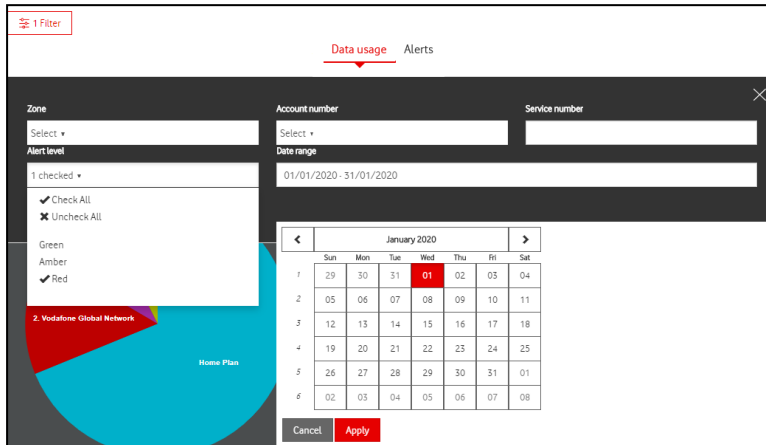 1 Filter
Data usage Alerts
Zone Account number Service number
Select ▾ Select ▾
Alert level Date range
1 checked ▾ 01/01/2020 - 31/01/2020
✔ Check All
✖ Uncheck All
Green
Amber
✔ Red
2. Vodafone Global Network
Home Plan
January 2020
Sun Mon Tue Wed Thu Fri Sat
1 29 30 31 01 02 03 04
2 05 06 07 08 09 10 11
3 12 13 14 15 16 17 18
4 19 20 21 22 23 24 25
5 26 27 28 29 30 31 01
6 02 03 04 05 06 07 08
Cancel Apply